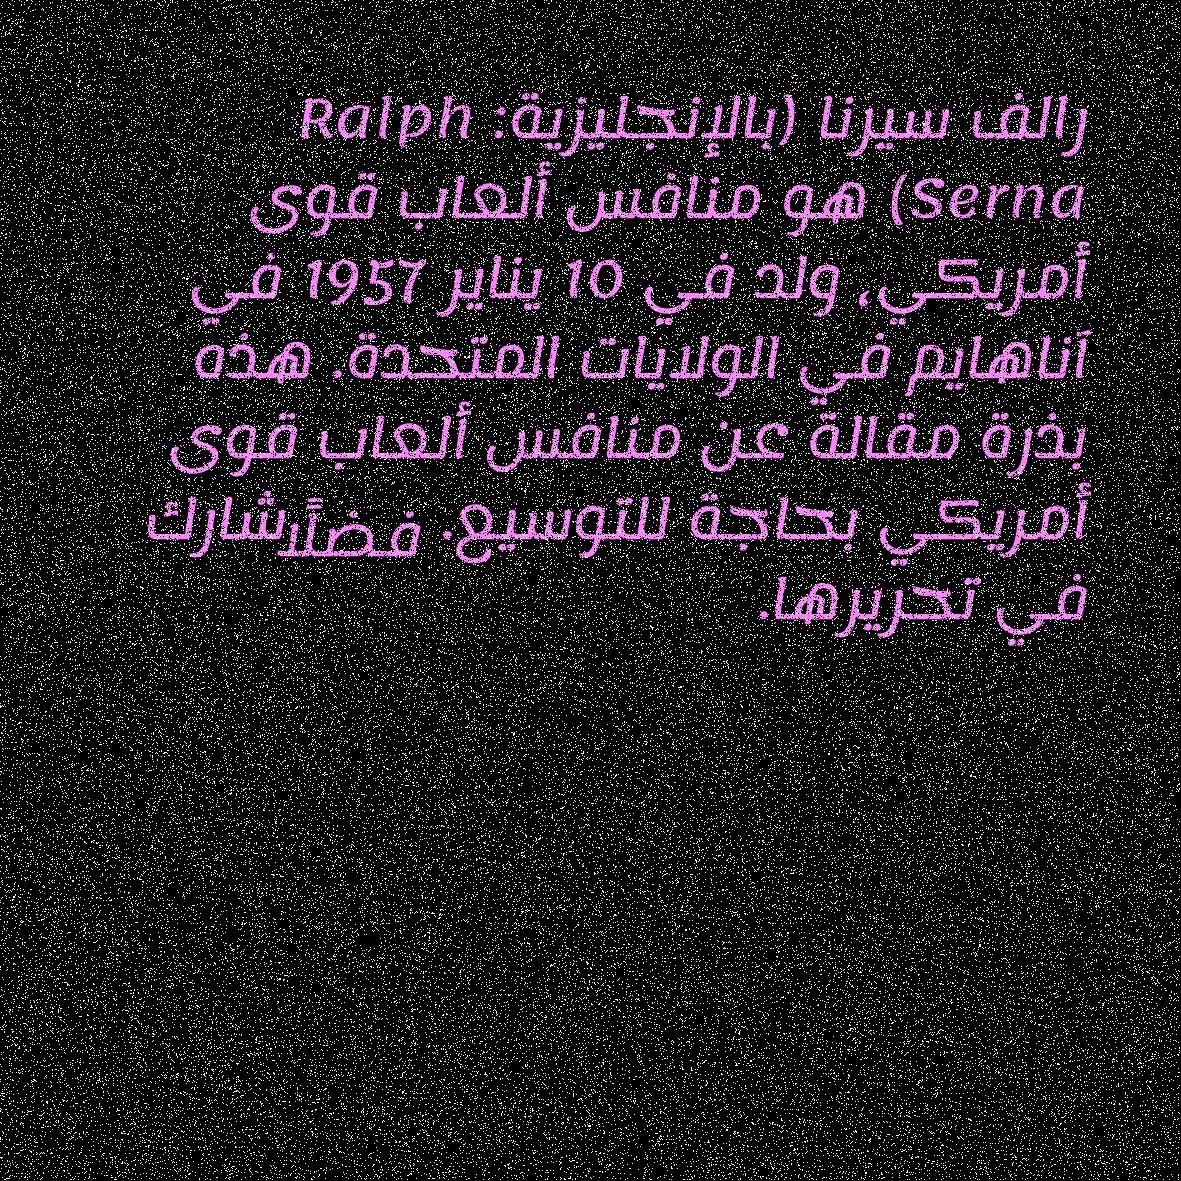 رالف سيرنا (بالإنجليزية: Ralph
Serna) هو منافس ألعاب قوى
أمريكي، ولد في 10 يناير 1957 في
أناهايم في الولايات المتحدة. هذه
بذرة مقالة عن منافس ألعاب قوى
أمريكي بحاجة للتوسيع. فضلًا شارك
في تحريرها.